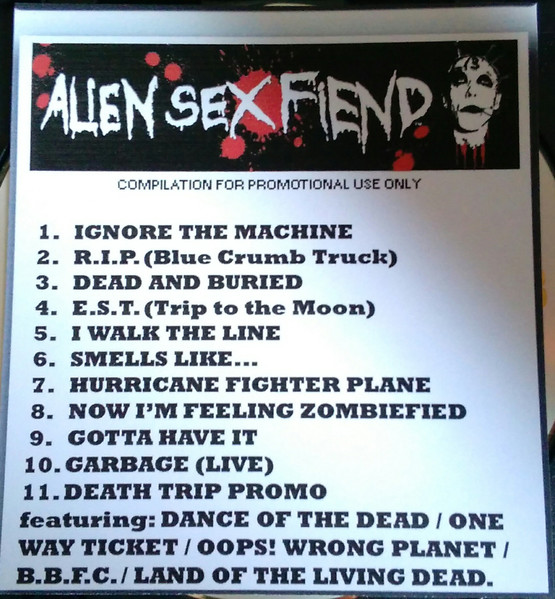 ALIEN SEX FIEND
COMPILATION FOR PROMOTIONAL USE ONLY
1. IGNORE THE MACHINE
2. R.I.P. (Blue Crumb Truck)
3. DEAD AND BURIED
4. E.S.T. (Trip to the Moon)
5. I WALK THE LINE
6. SMELLS LIKE...
7. HURRICANE FIGHTER PLANE
8. NOW I'M FEELING ZOMBIEFIED
9. GOTTA HAVE IT
10. GARBAGE (LIVE)
11. DEATH TRIP PROMO
featuring: DANCE OF THE DEAD / ONE
WAY TICKET / OOPS! WRONG PLANET /
B.B.F.C. / LAND OF THE LIVING DEAD.